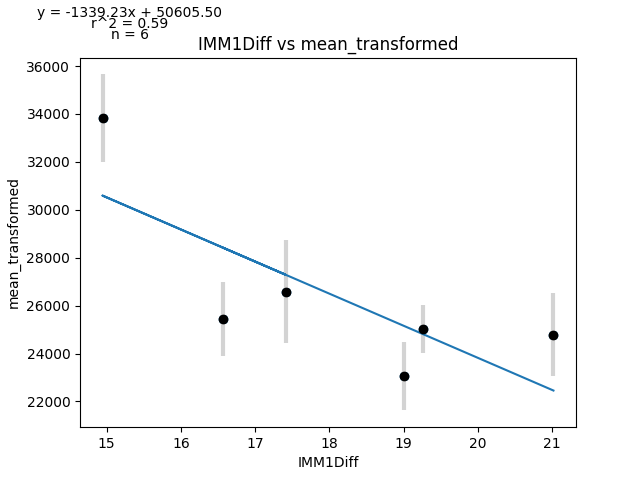 y = -1339.23x + 50605.50
r^2 = 0.59
n = 6
IMM1Diff vs mean_transformed
36000
34000
32000
30000
28000
26000
24000
22000
mean_transformed
15 16 17 18 19 20 21
IMM1Diff